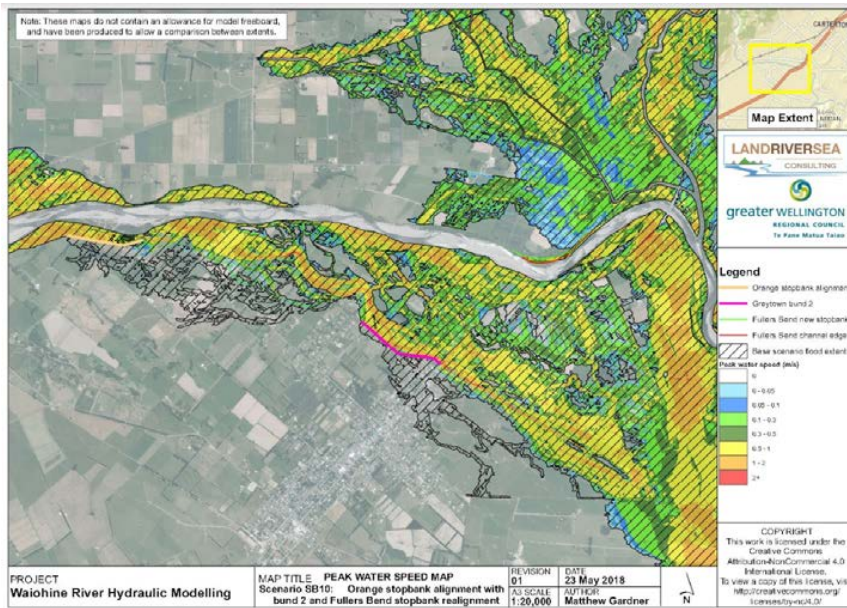 Note: These maps do not contain an allowance for model freeboard,
and have been produced to allow a comparison between extents.
CARTERTON
Map Extent
LANDRIVERSEA
CONSULTING
greater WELLINGTON
REGIONAL COUNCIL
Te Pane Matua Taiao
Legend
Orange stopbank alignment
Greytown bund 2
Fullers Bend new stopbank
Fullers Bend channel edge
Base scenario flood extent
Peak water speed (m/s)
0
0 - 0.05
0.05 - 0.1
0.1 - 0.3
0.3 - 0.5
0.5 - 1
1 - 2
2+
COPYRIGHT
This work is licensed under the
Creative Commons
Attribution-NonCommercial 4.0
International License.
To view a copy of this license, vis
http://creativecommons.org/
licenses/by-nc/4.0/
PROJECT
Waiohine River Hydraulic Modelling
MAP TITLE PEAK WATER SPEED MAP
Scenario SB10: Orange stopbank alignment with
bund 2 and Fullers Bend stopbank realignment
REVISION
01
DATE
23 May 2018
A3 SCALE
1:20,000
AUTHOR
Matthew Gardner
N